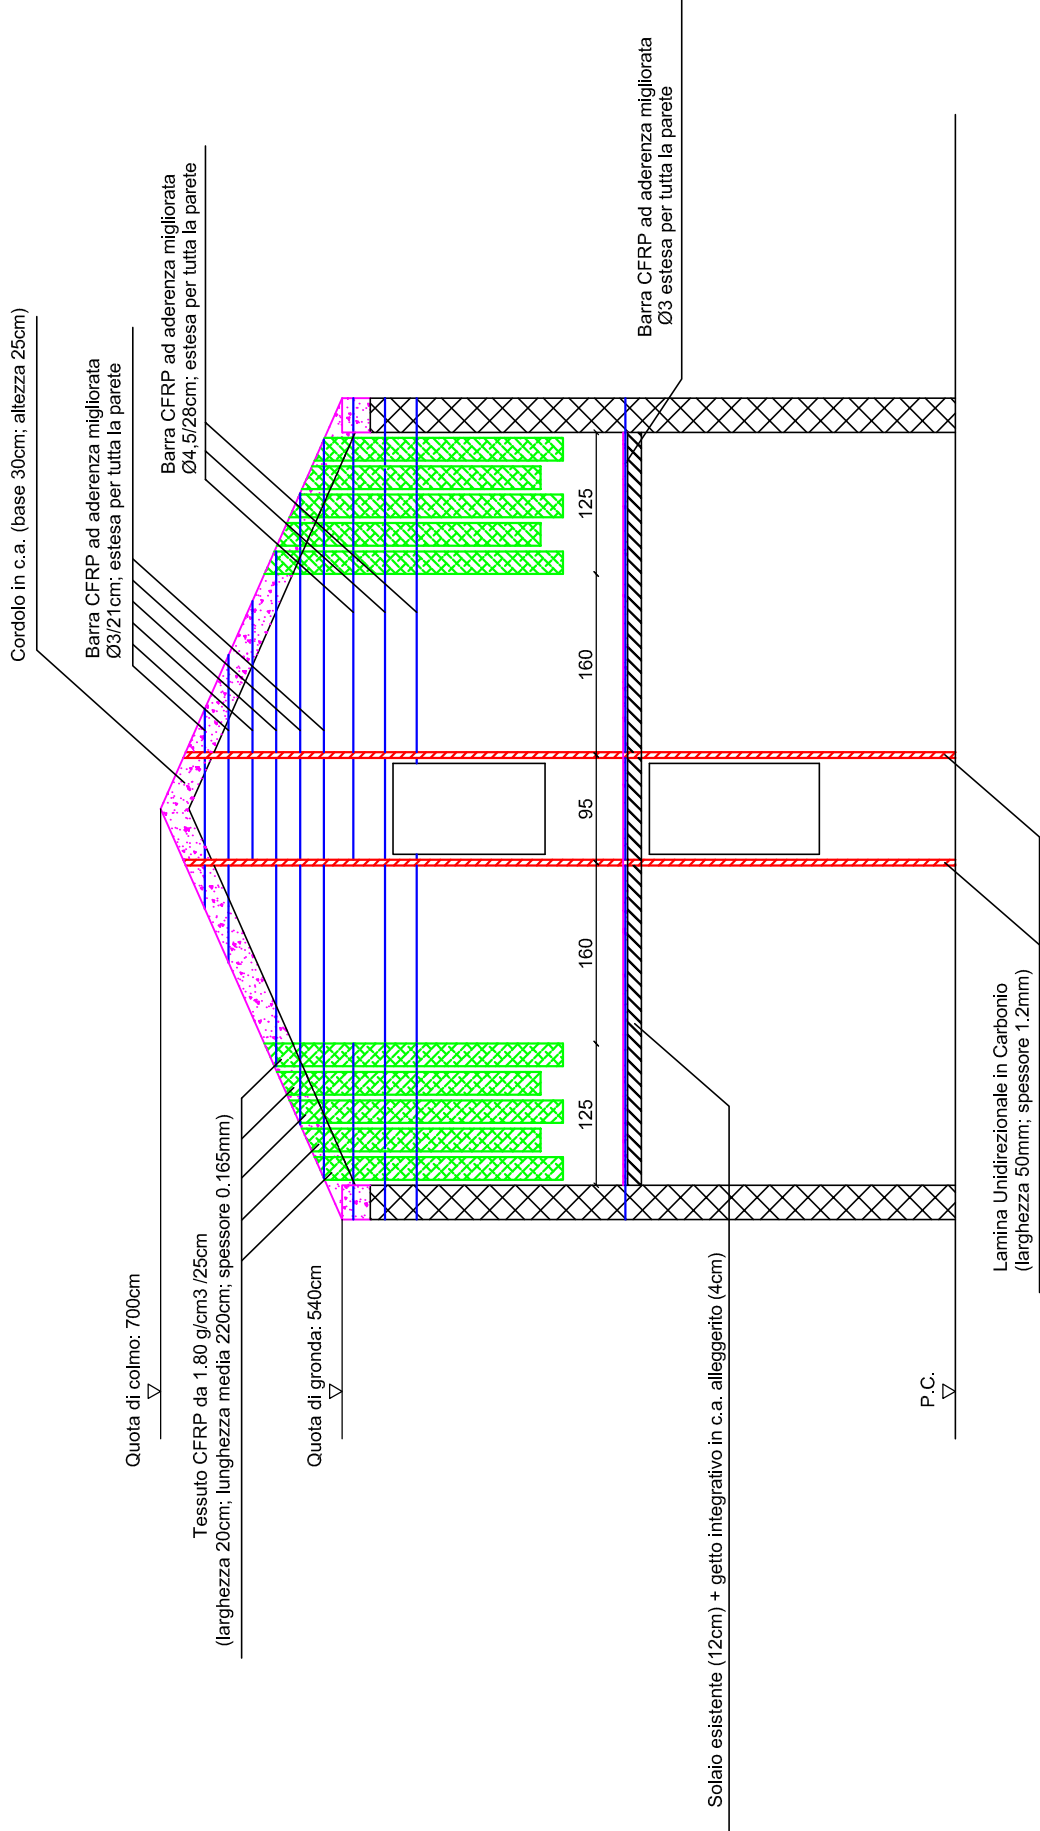 Cordolo in c.a. (base 30cm; altezza 25cm)
Barra CFRP ad aderenza migliorata
Ø3/21cm; estesa per tutta la parete
Barra CFRP ad aderenza migliorata
Ø4,5/28cm; estesa per tutta la parete
Quota di colmo: 700cm
Tessuto CFRP da 1.80 g/cm3 /25cm
(larghezza 20cm; lunghezza media 220cm; spessore 0.165mm)
Quota di gronda: 540cm
125
160
95
160
125
Barra CFRP ad aderenza migliorata
Ø3 estesa per tutta la parete
Solaio esistente (12cm) + getto integrativo in c.a. alleggerito (4cm)
P.C.
Lamina Unidirezionale in Carbonio
(larghezza 50mm; spessore 1.2mm)